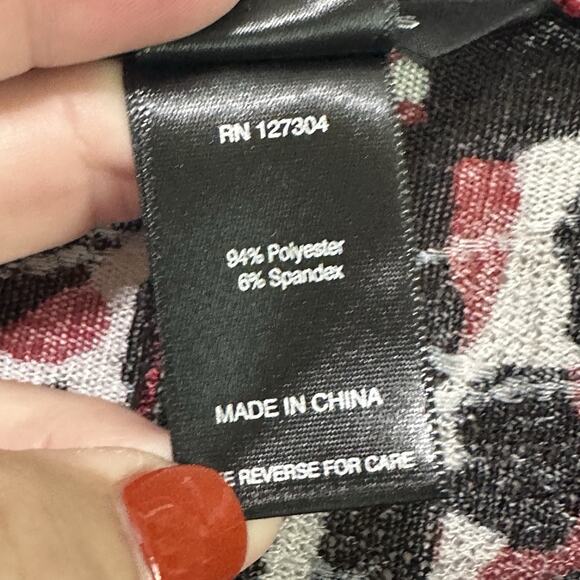 RN 127304
94% Polyester
6% Spandex
MADE IN CHINA
E REVERSE FOR CARE